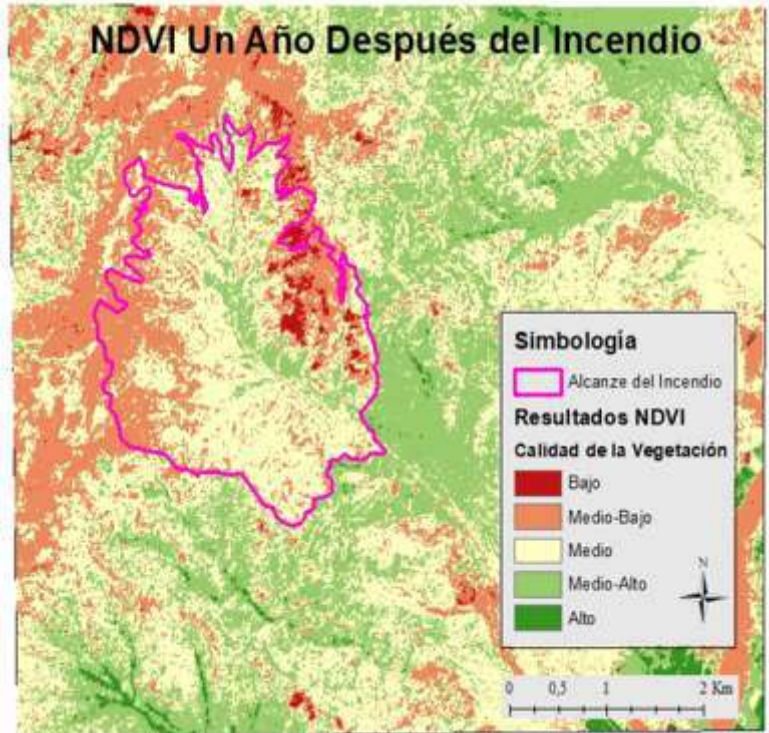 NDVI Un Año Después del Incendio
Simbología
Alcanze del Incendio
Resultados NDVI
Calidad de la Vegetación
Bajo
Medio-Bajo
Medio
Medio-Alto
Alto
N
0 0,5 1 2 Km